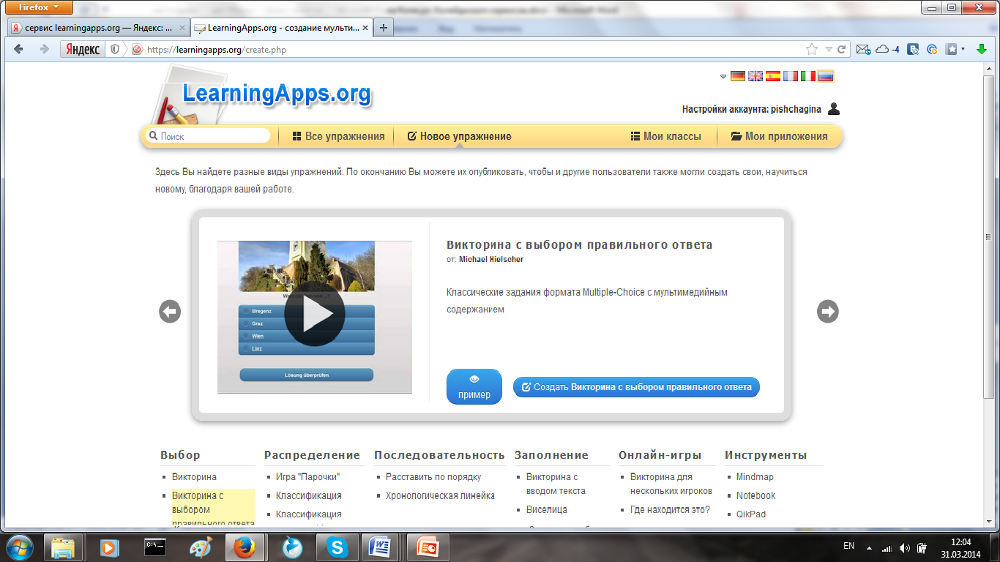 Firefox
сервис learningapps.org — Яндекс: ...
LearningApps.org - создание мульти...
Яндекс
https://learningapps.org/create.php
-4
LearningApps.org
Настройки аккаунта: pishchagina
Поиск
Все упражнения
Новое упражнение
Мои классы
Мои приложения
Здесь Вы найдете разные виды упражнений. По окончанию Вы можете их опубликовать, чтобы и другие пользователи также могли создать свои, научиться
новому, благодаря вашей работе.
Викторина с выбором правильного ответа
от: Michael Hielscher
Классические задания формата Multiple-Choice с мультимедийным
содержанием
Bregenz
Graz
Wien
Linz
Lösung überprüfen
пример
Создать Викторина с выбором правильного ответа
Выбор
Викторина
Викторина с
выбором
правильного ответа
Распределение
Игра "Парочки"
Классификация
Классификация
Последовательность
Расставить по порядку
Хронологическая линейка
Заполнение
Викторина с
вводом текста
Виселица
Онлайн-игры
Викторина для
нескольких игроков
Где находится это?
Инструменты
Mindmap
Notebook
QikPad
EN
12:04
31.03.2014